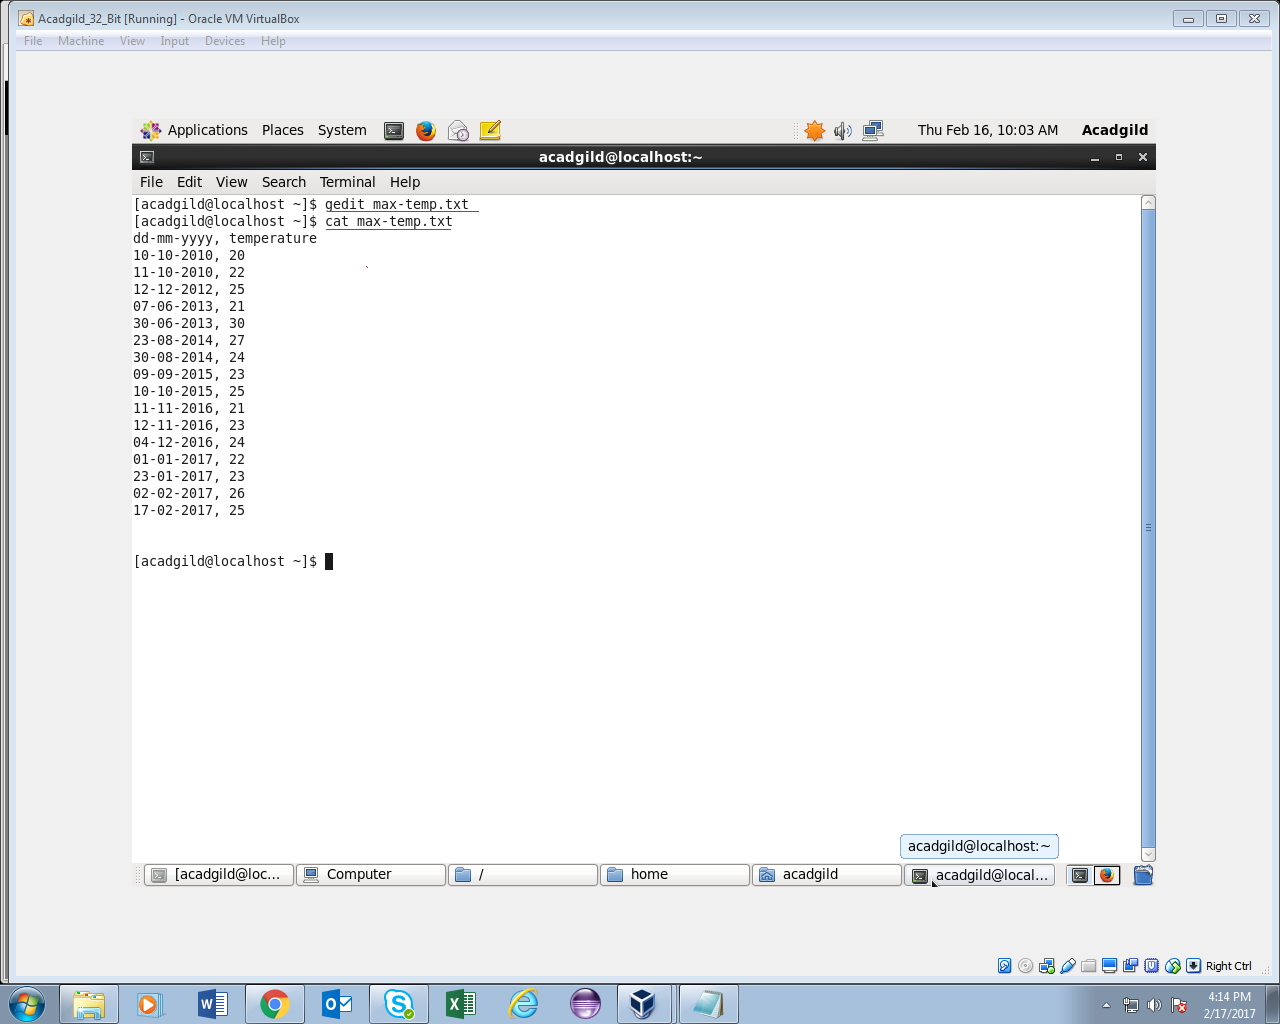 Acadgild_32_Bit [Running] - Oracle VM VirtualBox
File Machine View Input Devices Help
Applications Places System Thu Feb 16, 10:03 AM Acadgild
acadgild@localhost:~
File Edit View Search Terminal Help
[acadgild@localhost ~]$ gedit max-temp.txt
[acadgild@localhost ~]$ cat max-temp.txt
dd-mm-yyyy, temperature
10-10-2010, 20
11-10-2010, 22
12-12-2012, 25
07-06-2013, 21
30-06-2013, 30
23-08-2014, 27
30-08-2014, 24
09-09-2015, 23
10-10-2015, 25
11-11-2016, 21
12-11-2016, 23
04-12-2016, 24
01-01-2017, 22
23-01-2017, 23
02-02-2017, 26
17-02-2017, 25
[acadgild@localhost ~]$
acadgild@localhost:~
[acadgild@loc... Computer / home acadgild acadgild@local...
Right Ctrl
4:14 PM
2/17/2017